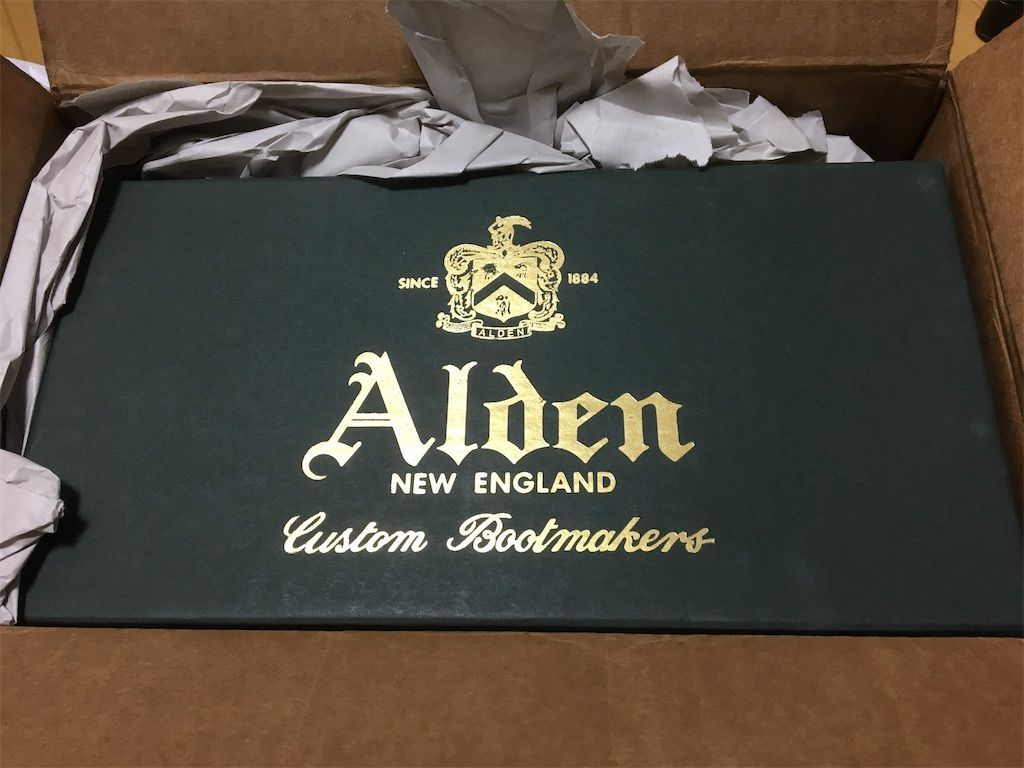 SINCE 1884
ALDEN
Alden
NEW ENGLAND
Custom Bootmakers